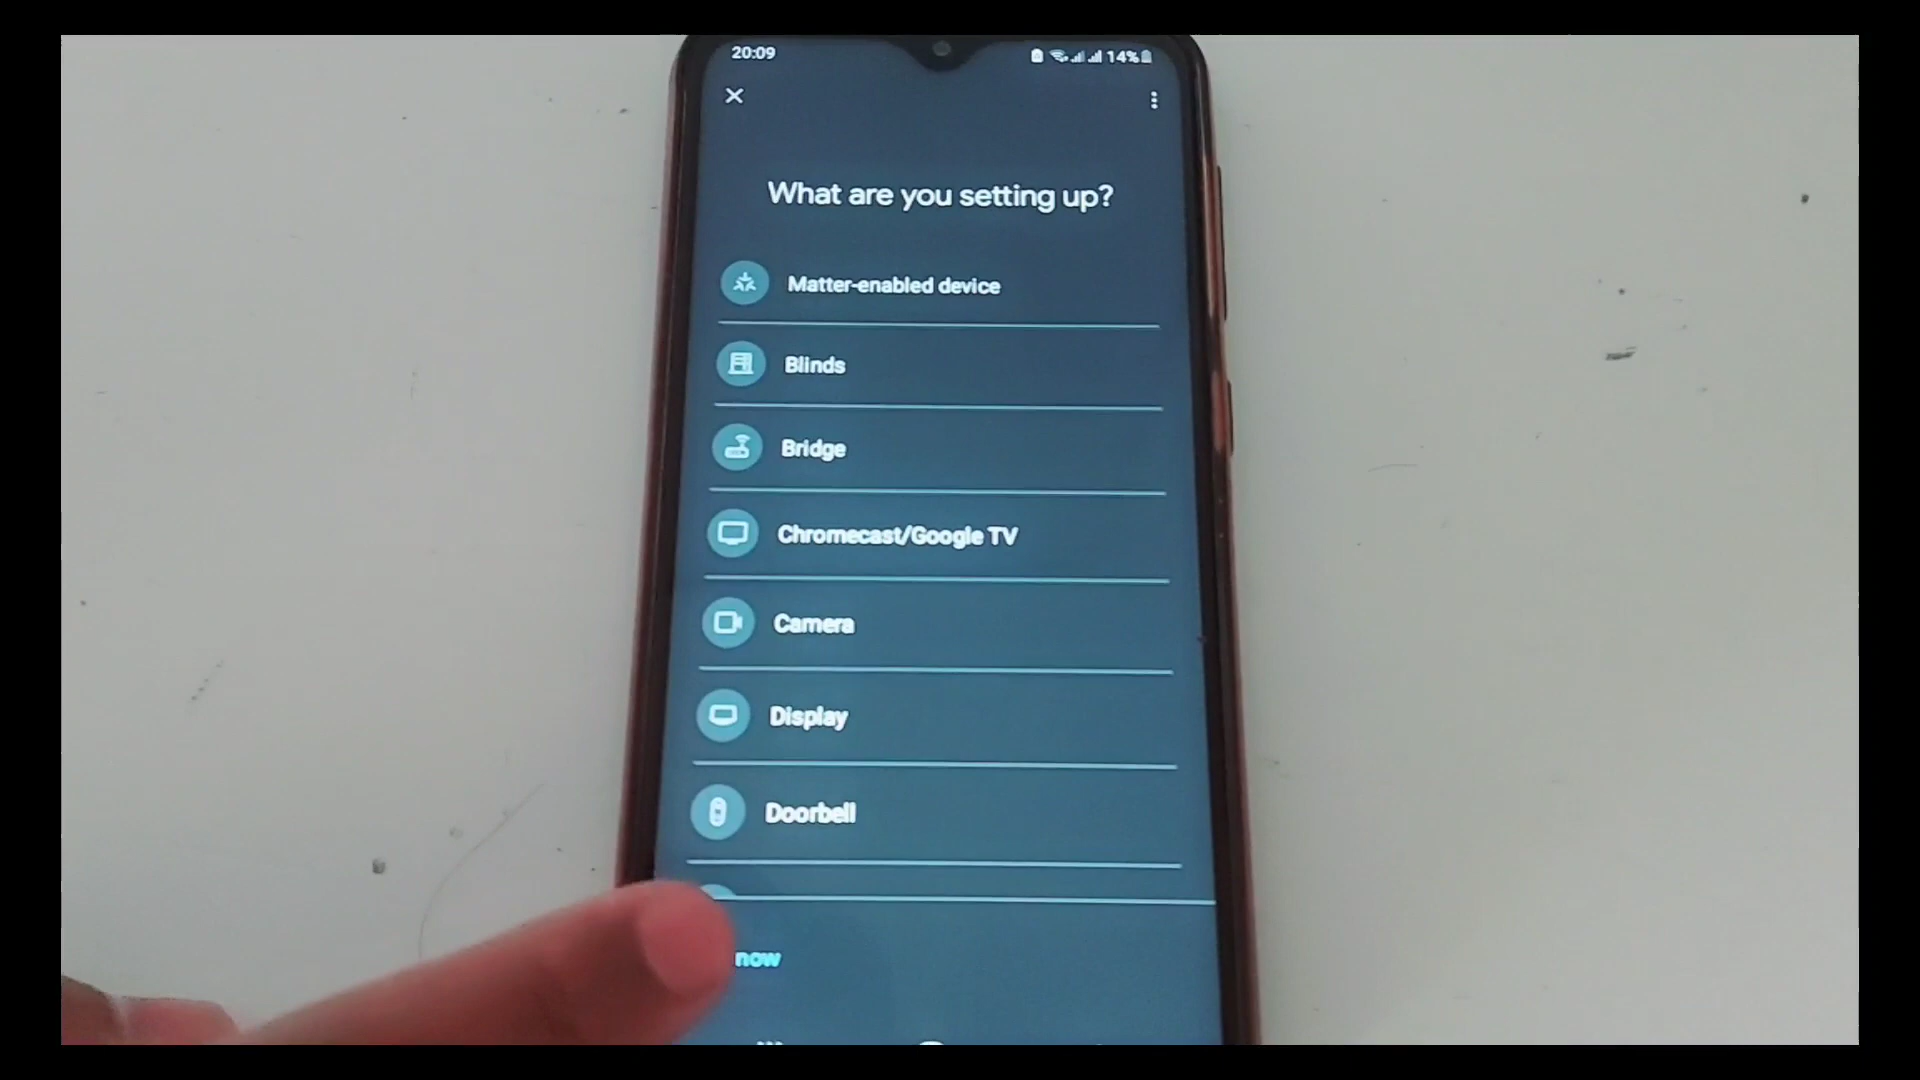 20:09
14%
What are you setting up?
Matter-enabled device
Blinds
Bridge
Chromecast/Google TV
Camera
Display
Doorbell
now